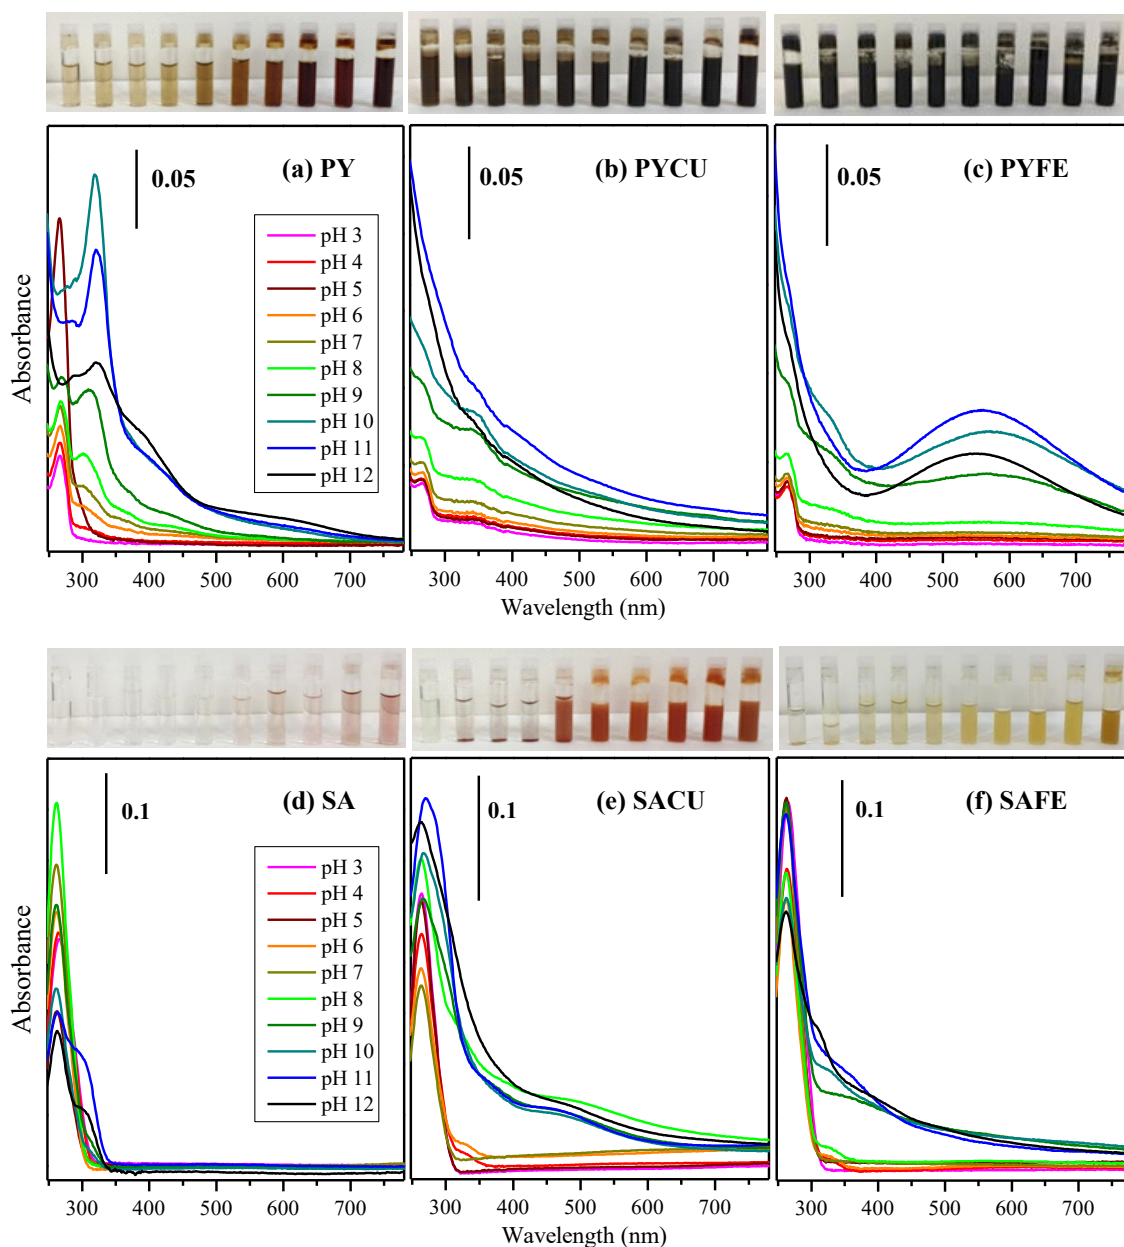 (a) PY
(b) PYCU
(c) PYFE
0.05
0.05
0.05
pH 3
pH 4
pH 5
pH 6
pH 7
pH 8
pH 9
pH 10
pH 11
pH 12
Absorbance
300 400 500 600 700
300 400 500 600 700
300 400 500 600 700
Wavelength (nm)
(d) SA
(e) SACU
(f) SAFE
0.1
0.1
0.1
pH 3
pH 4
pH 5
pH 6
pH 7
pH 8
pH 9
pH 10
pH 11
pH 12
Absorbance
300 400 500 600 700
300 400 500 600 700
300 400 500 600 700
Wavelength (nm)